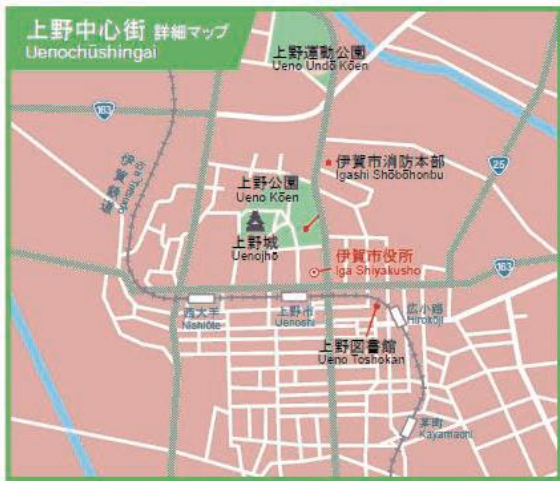 上野中心街 詳細マップ
Uenochūshingai
上野運動公園
Ueno Undō Kōen
163
伊賀鉄道
Iga Tetsudō
伊賀市消防本部
Igashi Shōbōhonbu
25
上野公園
Ueno Kōen
上野城
Uenojhō
伊賀市役所
Iga Shiyakusho
163
西大手
Nishiōte
上野市
Uenoshi
広小路
Hirokōji
上野図書館
Ueno Toshokan
茅町
Kayamachi